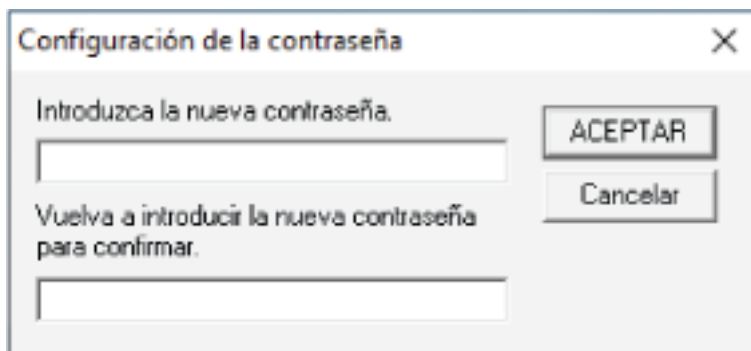 Configuración de la contraseña
Introduzca la nueva contraseña.
ACEPTAR
Cancelar
Vuelva a introducir la nueva contraseña
para confirmar.